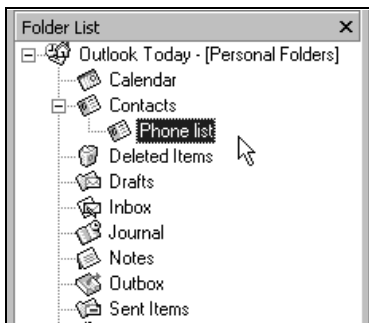 Folder List
Outlook Today - [Personal Folders]
Calendar
Contacts
Phone list
Deleted Items
Drafts
Inbox
Journal
Notes
Outbox
Sent Items